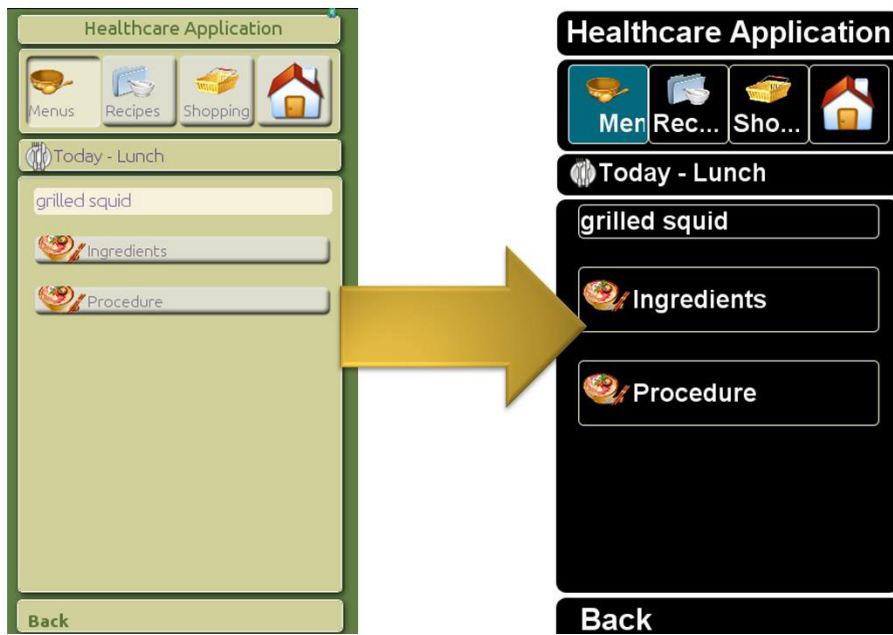 Healthcare Application
Menus Recipes Shopping
Today - Lunch
grilled squid
Ingredients
Procedure
Back
Healthcare Application
Men Rec... Sho...
Today - Lunch
grilled squid
Ingredients
Procedure
Back